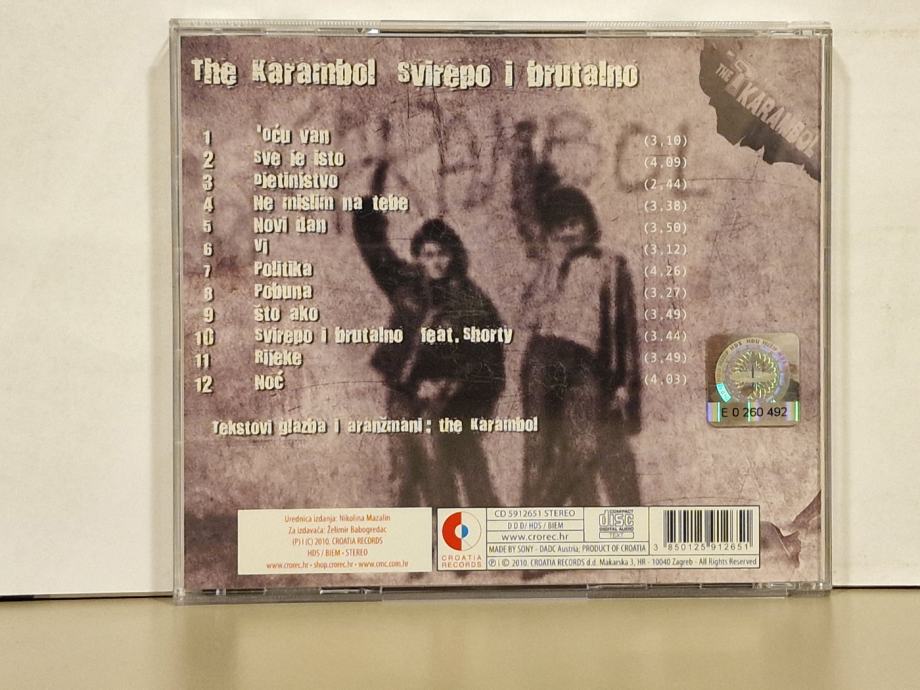 The Karambol svirepo i brutalno
THE KARAMBOL
1 'oću van (3,10)
2 sve je isto (4,09)
3 Djetinjstvo (2,44)
4 Ne mislim na tebe (3,38)
5 Novi dan (3,50)
6 Vi (3,12)
7 Politika (4,26)
8 Pobuna (3,27)
9 što ako (3,49)
10 svirepo i brutalno feat. Shorty (3,44)
11 Rijeke (3,49)
12 Noć (4,03)
Tekstovi glazba i aranžmani: the Karambol
E 0 260 492
Urednica izdanja: Nikolina Mazalin
Za izdavača: Želimir Babogredac
(P) I (C) 2010. CROATIA RECORDS
HDS / BIEM - STEREO
www.crorec.hr - shop.crorec.hr - www.cmc.com.hr
CROATIA
RECORDS
CD 5912651 STEREO
D D D/ HDS / BIEM
www.crorec.hr
COMPACT
disc
DIGITAL AUDIO
TEXT
MADE BY SONY - DADC Austria; PRODUCT OF CROATIA
3 850125 912651
Ⓟ i © 2010. CROATIA RECORDS d.d. Makarska 3, HR - 10040 Zagreb - All Rights Reserved